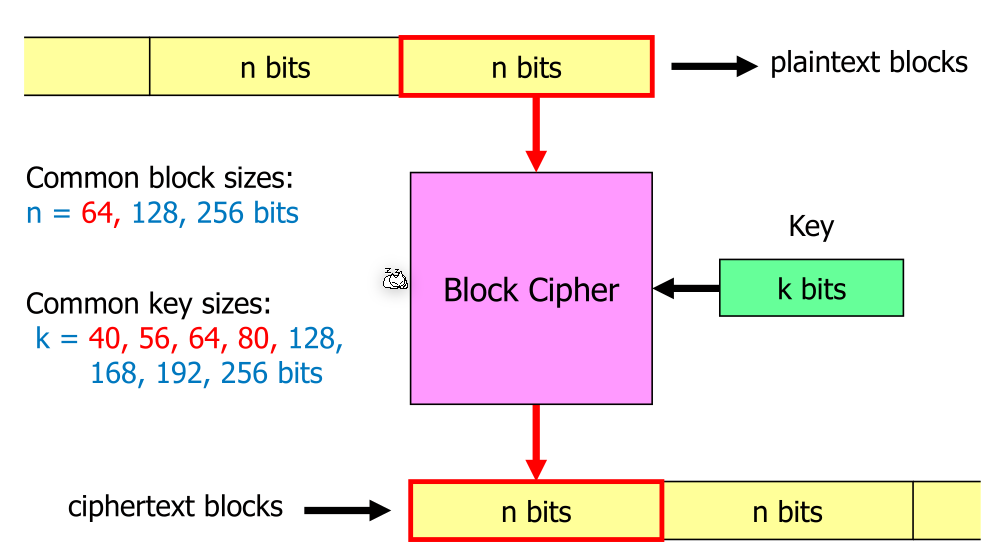 n bits
n bits
plaintext blocks
Common block sizes:
n = 64, 128, 256 bits
Key
Block Cipher
k bits
Common key sizes:
k = 40, 56, 64, 80, 128,
168, 192, 256 bits
ciphertext blocks
n bits
n bits